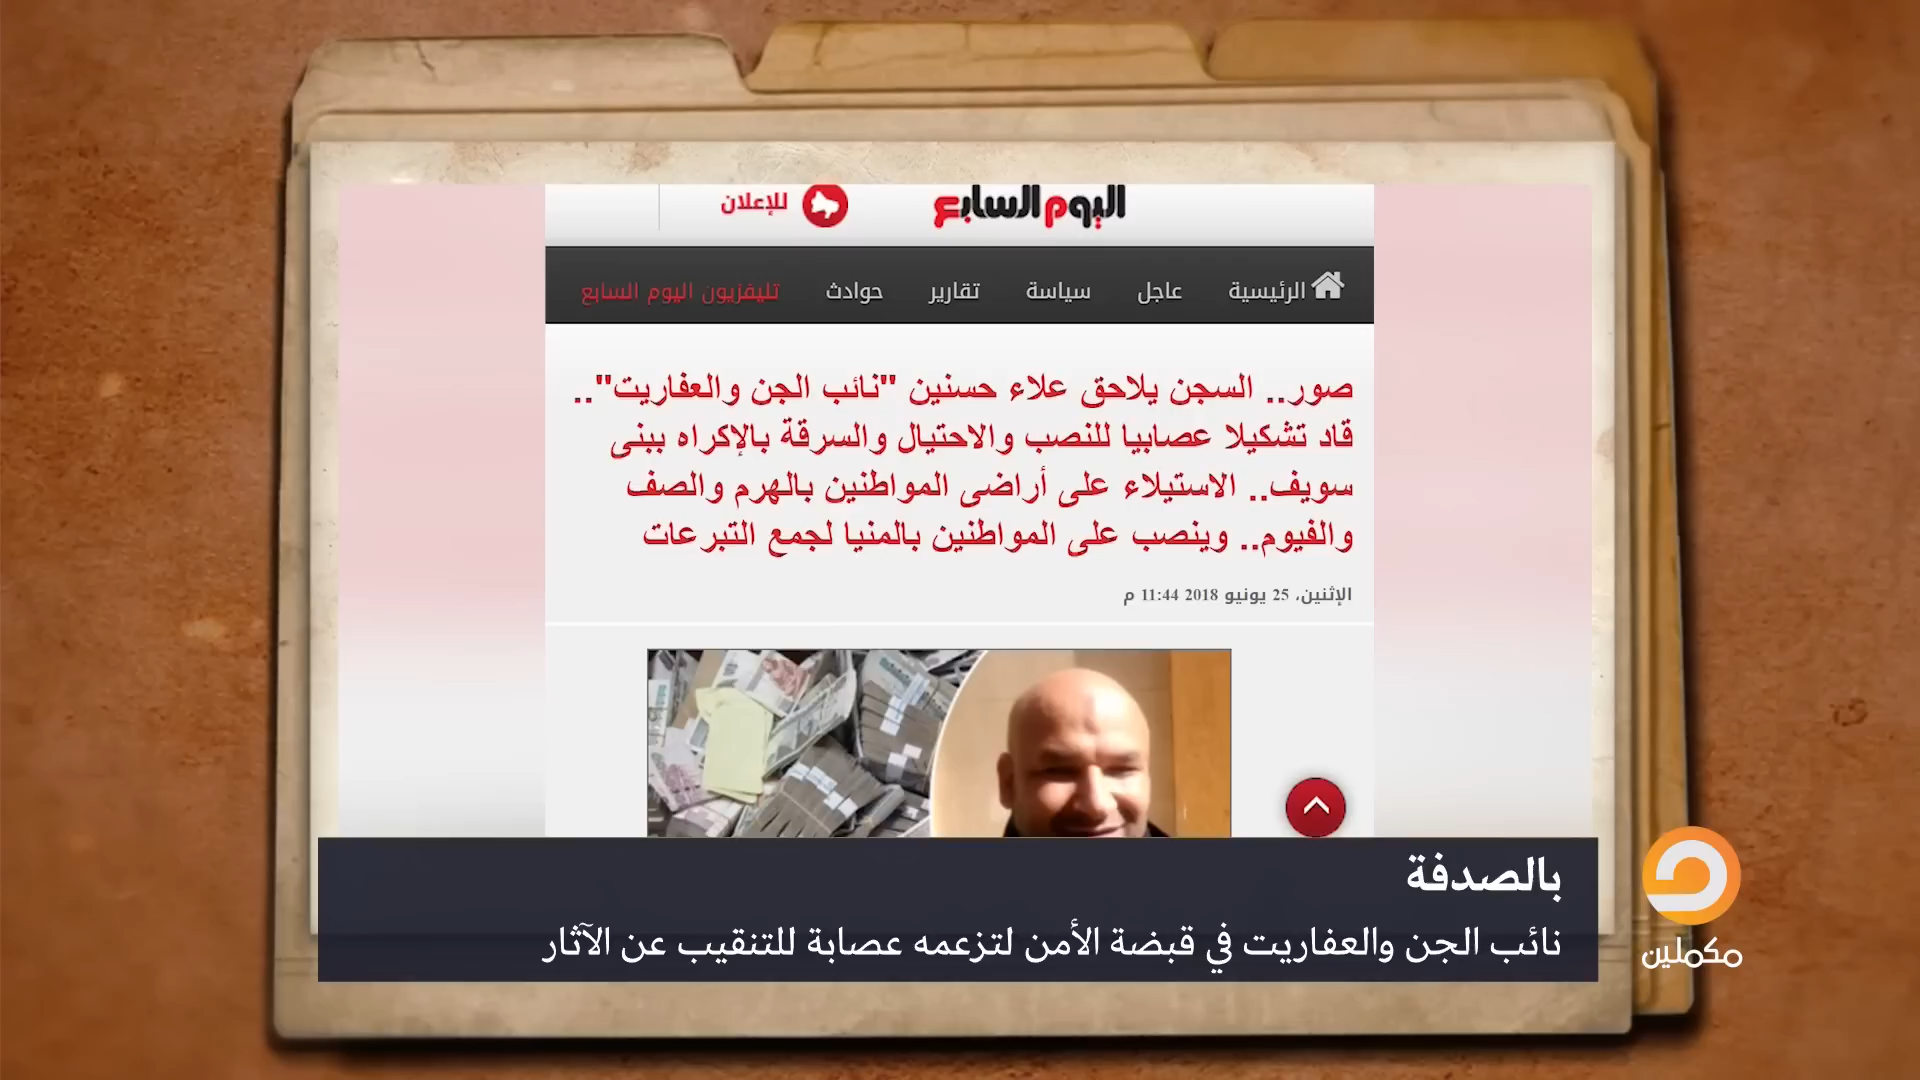 اليوم السابع
للإعلان
الرئيسية عاجل سياسة تقارير حوادث تليفزيون اليوم السابع
صور.. السجن يلاحق علاء حسنين "نائب الجن والعفاريت"..
قاد تشكيلا عصابيا للنصب والاحتيال والسرقة بالإكراه ببنى
سويف.. الاستيلاء على أراضى المواطنين بالهرم والصف
والفيوم.. وينصب على المواطنين بالمنيا لجمع التبرعات
الإثنين، 25 يونيو 2018 11:44 م
بالصدفة
نائب الجن والعفاريت في قبضة الأمن لتزعمه عصابة للتنقيب عن الآثار
مكملين